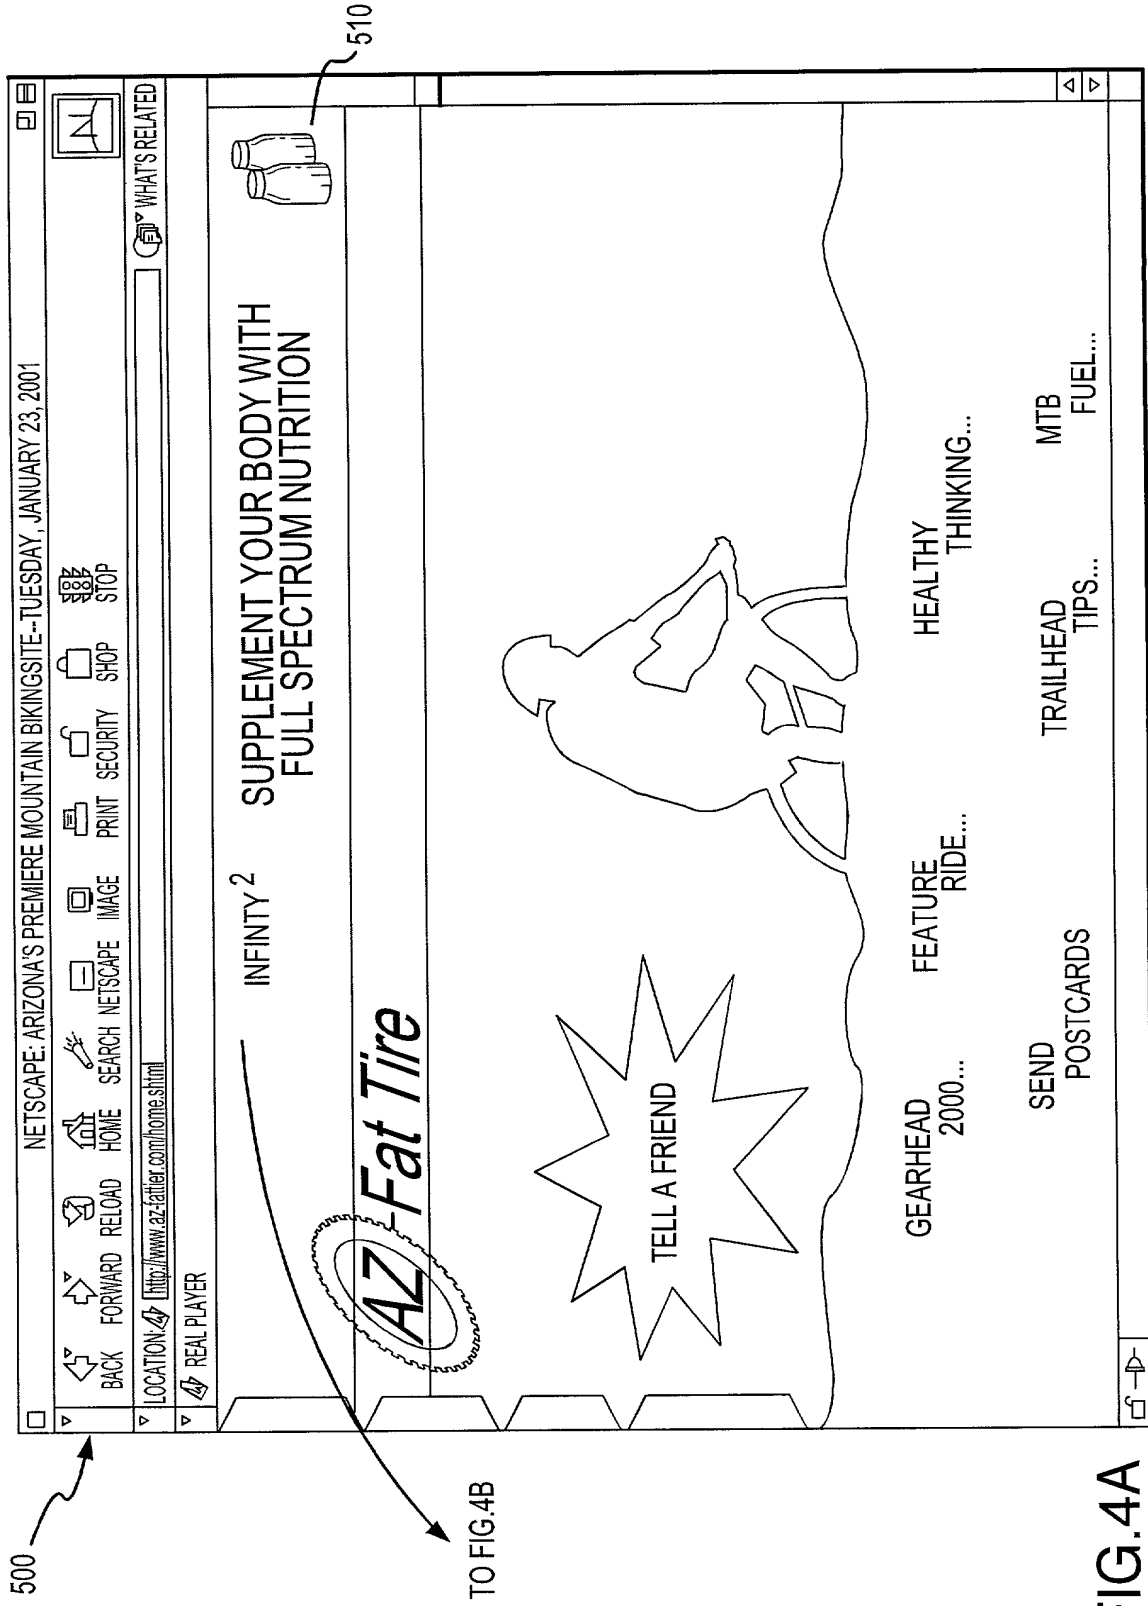 500
NETSCAPE: ARIZONA'S PREMIERE MOUNTAIN BIKINGSITE--TUESDAY, JANUARY 23, 2001
BACK FORWARD RELOAD HOME SEARCH NETSCAPE IMAGE PRINT SECURITY SHOP STOP
N
LOCATION: http://www.az-fattier.com/home.shtml WHAT'S RELATED
REAL PLAYER
INFINTY2
SUPPLEMENT YOUR BODY WITH
FULL SPECTRUM NUTRITION
510
AZ-Fat Tire
TO FIG.4B
TELL A FRIEND
GEARHEAD
2000...
FEATURE
RIDE...
HEALTHY
THINKING...
SEND
POSTCARDS
TRAILHEAD
TIPS...
MTB
FUEL...
FIG.4A